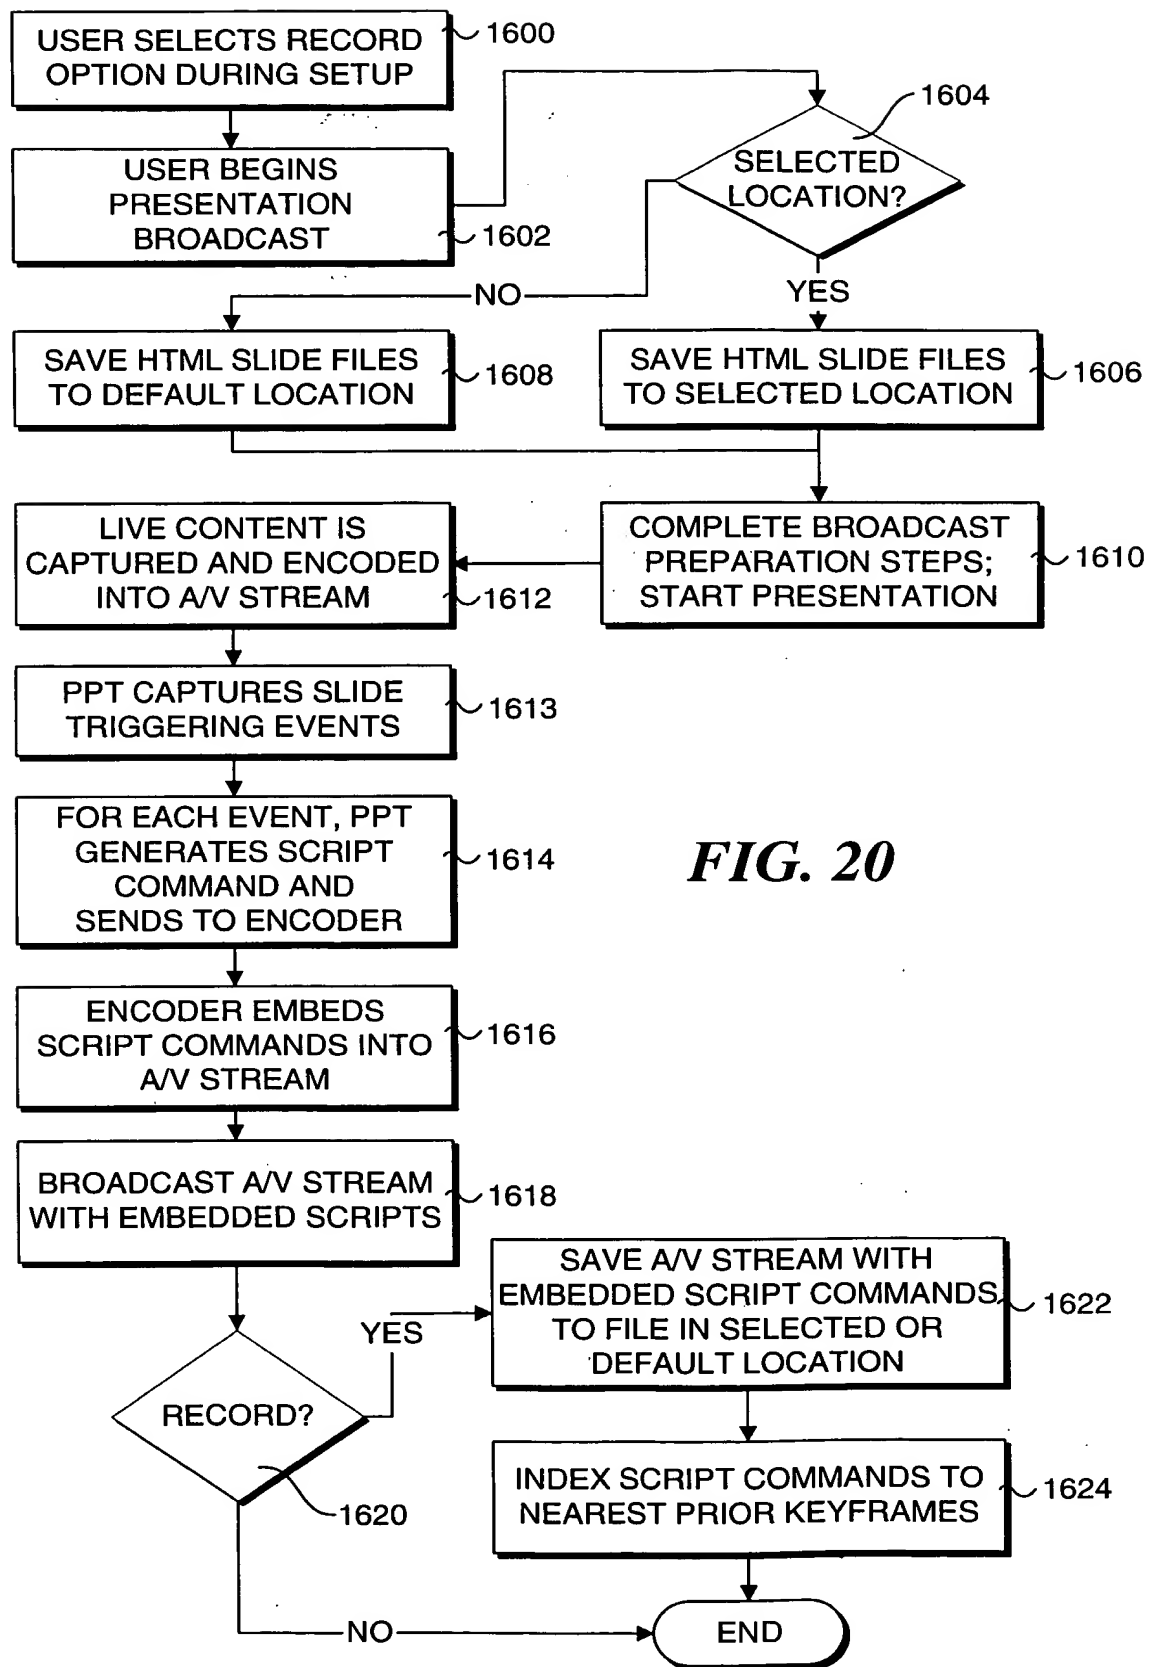 USER SELECTS RECORD
OPTION DURING SETUP
1600
USER BEGINS
PRESENTATION
BROADCAST
1602
1604
SELECTED
LOCATION?
NO
YES
SAVE HTML SLIDE FILES
TO DEFAULT LOCATION
1608
SAVE HTML SLIDE FILES
TO SELECTED LOCATION
1606
COMPLETE BROADCAST
PREPARATION STEPS;
START PRESENTATION
1610
LIVE CONTENT IS
CAPTURED AND ENCODED
INTO A/V STREAM
1612
PPT CAPTURES SLIDE
TRIGGERING EVENTS
1613
FOR EACH EVENT, PPT
GENERATES SCRIPT
COMMAND AND
SENDS TO ENCODER
1614
FIG. 20
ENCODER EMBEDS
SCRIPT COMMANDS INTO
A/V STREAM
1616
BROADCAST A/V STREAM
WITH EMBEDDED SCRIPTS
1618
RECORD?
1620
YES
SAVE A/V STREAM WITH
EMBEDDED SCRIPT COMMANDS
TO FILE IN SELECTED OR
DEFAULT LOCATION
1622
INDEX SCRIPT COMMANDS TO
NEAREST PRIOR KEYFRAMES
1624
NO
END